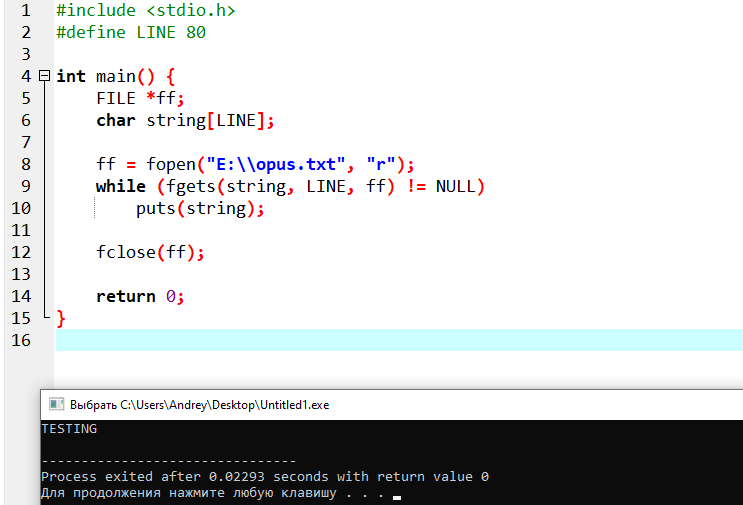 1 #include <stdio.h>
2 #define LINE 80
3
4 int main() {
5 FILE *ff;
6 char string[LINE];
7
8 ff = fopen("E:\\opus.txt", "r");
9 while (fgets(string, LINE, ff) != NULL)
10 puts(string);
11
12 fclose(ff);
13
14 return 0;
15 }
16
Выбрать C:\Users\Andrey\Desktop\Untitled1.exe
TESTING
--------------------------------
Process exited after 0.02293 seconds with return value 0
Для продолжения нажмите любую клавишу . . .